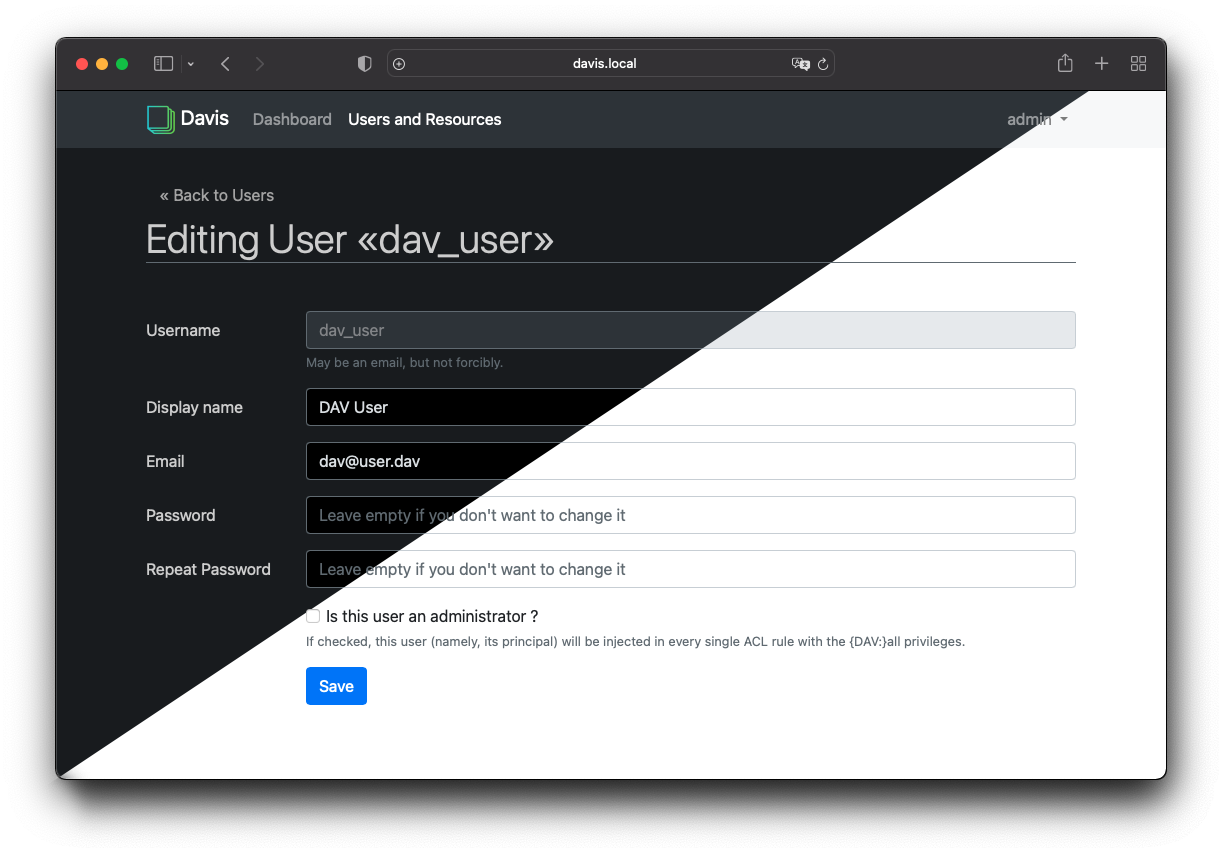 davis.local
Davis Dashboard Users and Resources admin
« Back to Users
Editing User «dav_user»
Username dav_user
May be an email, but not forcibly.
Display name DAV User
Email dav@user.dav
Password Leave empty if you don't want to change it
Repeat Password Leave empty if you don't want to change it
Is this user an administrator ?
If checked, this user (namely, its principal) will be injected in every single ACL rule with the {DAV:}all privileges.
Save